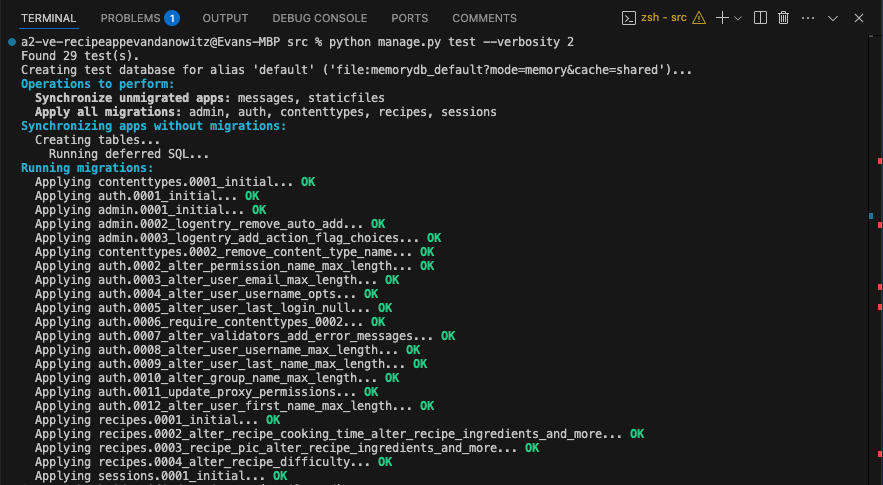 TERMINAL PROBLEMS 1 OUTPUT DEBUG CONSOLE PORTS COMMENTS zsh - src
a2-ve-recipeappevandanowitz@Evans-MBP src % python manage.py test --verbosity 2
Found 29 test(s).
Creating test database for alias 'default' ('file:memorydb_default?mode=memory&cache=shared')...
Operations to perform:
  Synchronize unmigrated apps: messages, staticfiles
  Apply all migrations: admin, auth, contenttypes, recipes, sessions
Synchronizing apps without migrations:
  Creating tables...
    Running deferred SQL...
Running migrations:
  Applying contenttypes.0001_initial... OK
  Applying auth.0001_initial... OK
  Applying admin.0001_initial... OK
  Applying admin.0002_logentry_remove_auto_add... OK
  Applying admin.0003_logentry_add_action_flag_choices... OK
  Applying contenttypes.0002_remove_content_type_name... OK
  Applying auth.0002_alter_permission_name_max_length... OK
  Applying auth.0003_alter_user_email_max_length... OK
  Applying auth.0004_alter_user_username_opts... OK
  Applying auth.0005_alter_user_last_login_null... OK
  Applying auth.0006_require_contenttypes_0002... OK
  Applying auth.0007_alter_validators_add_error_messages... OK
  Applying auth.0008_alter_user_username_max_length... OK
  Applying auth.0009_alter_user_last_name_max_length... OK
  Applying auth.0010_alter_group_name_max_length... OK
  Applying auth.0011_update_proxy_permissions... OK
  Applying auth.0012_alter_user_first_name_max_length... OK
  Applying recipes.0001_initial... OK
  Applying recipes.0002_alter_recipe_cooking_time_alter_recipe_ingredients_and_more... OK
  Applying recipes.0003_recipe_pic_alter_recipe_ingredients_and_more... OK
  Applying recipes.0004_alter_recipe_difficulty... OK
  Applying sessions.0001_initial... OK